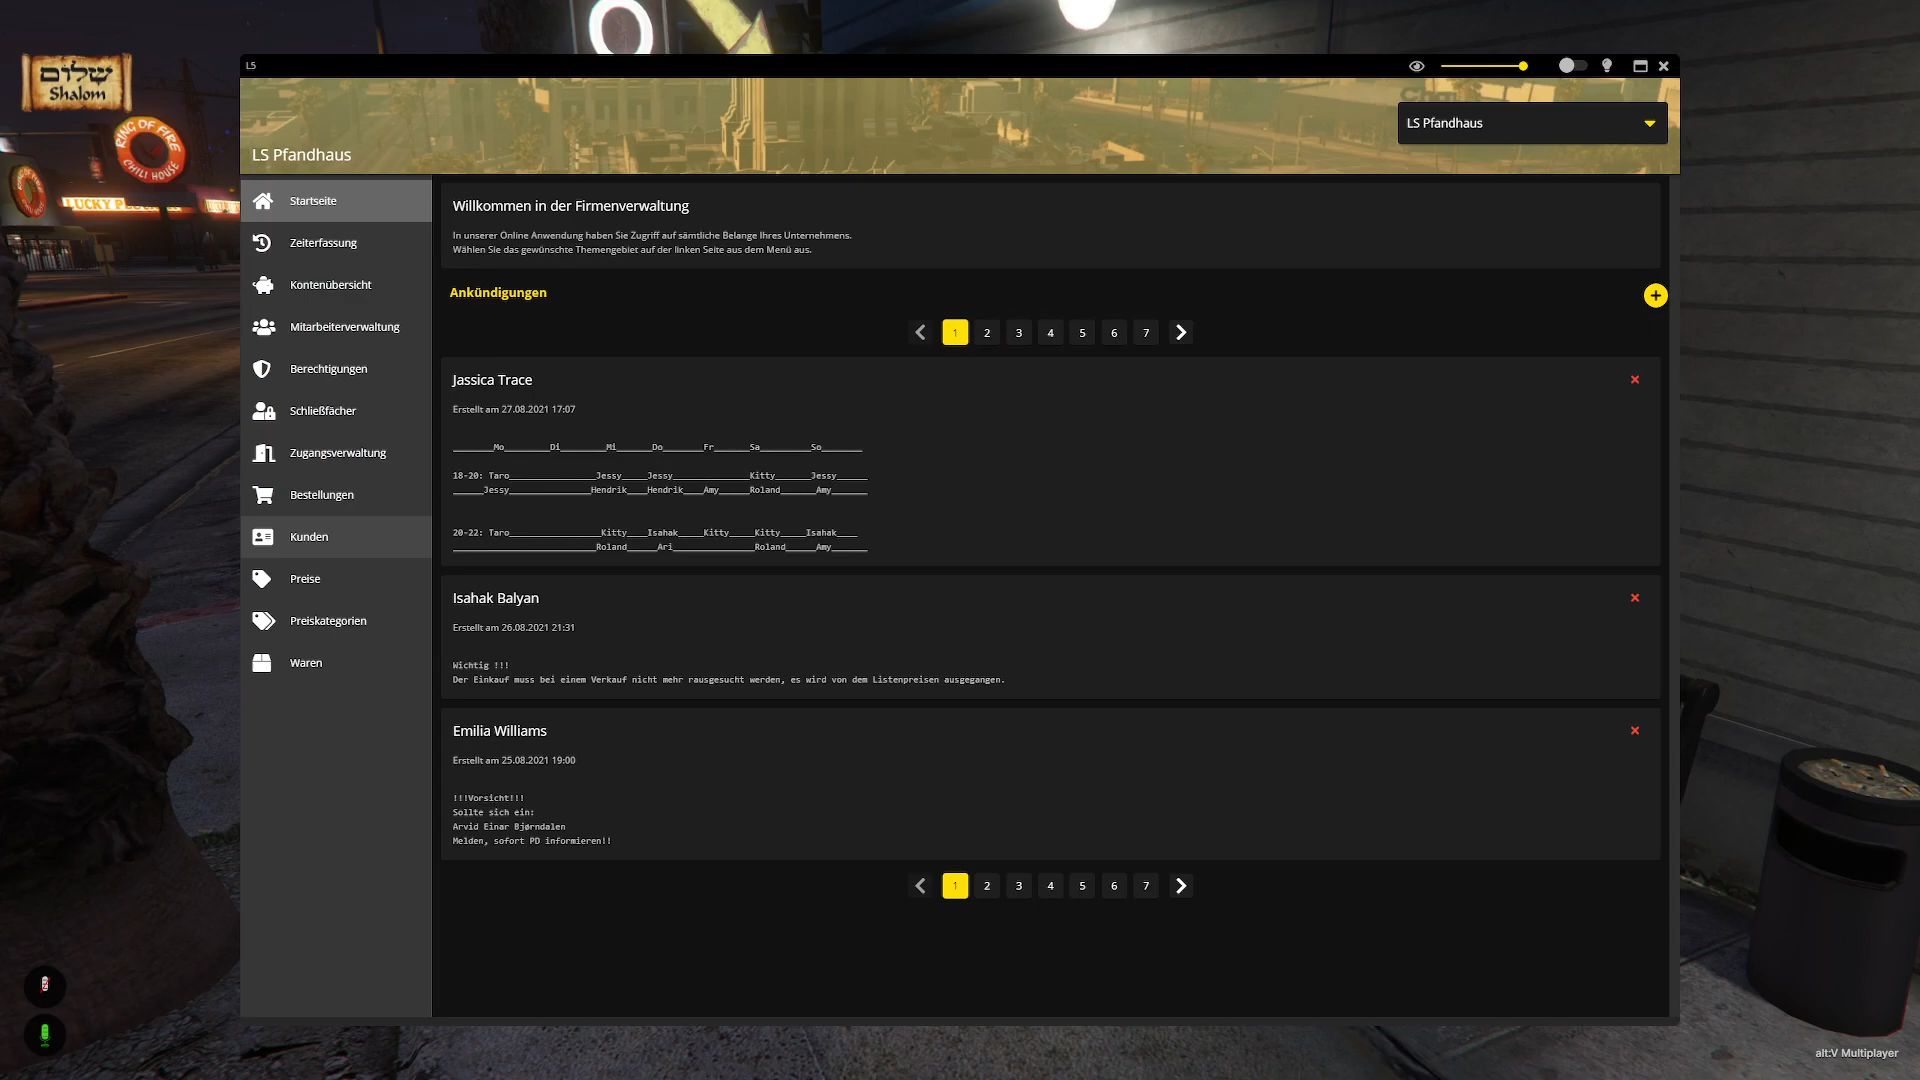 שלום
Shalom
RING OF FIRE
CHILI HOUSE
LUCKY
L5
LS Pfandhaus
LS Pfandhaus
Startseite
Zeiterfassung
Kontenübersicht
Mitarbeiterverwaltung
Berechtigungen
Schließfächer
Zugangsverwaltung
Bestellungen
Kunden
Preise
Preiskategorien
Waren
Willkommen in der Firmenverwaltung
In unserer Online Anwendung haben Sie Zugriff auf sämtliche Belange Ihres Unternehmens.
Wählen Sie das gewünschte Themengebiet auf der linken Seite aus dem Menü aus.
Ankündigungen
1 2 3 4 5 6 7
Jassica Trace
Erstellt am 27.08.2021 17:07
________Mo_________Di_________Mi_______Do________Fr_______Sa__________So________
18-20: Taro_________________Jessy_____Jessy_______________Kitty_______Jessy______
______Jessy________________Hendrik____Hendrik____Amy______Roland_______Amy_______
20-22: Taro__________________Kitty____Isahak_____Kitty_____Kitty_____Isahak____
____________________________Roland______Ari________________Roland______Amy_______
Isahak Balyan
Erstellt am 26.08.2021 21:31
Wichtig !!!
Der Einkauf muss bei einem Verkauf nicht mehr rausgesucht werden, es wird von dem Listenpreisen ausgegangen.
Emilia Williams
Erstellt am 25.08.2021 19:00
!!!Vorsicht!!!
Sollte sich ein:
Arvid Einar Bjørndalen
Melden, sofort PD informieren!!
1 2 3 4 5 6 7
alt:V Multiplayer